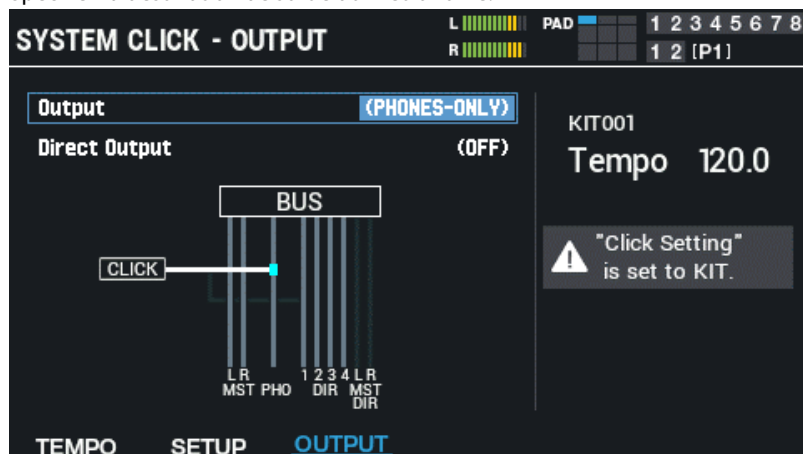 SYSTEM CLICK - OUTPUT
L
R
PAD
1 2 3 4 5 6 7 8
1 2 [P1]
Output (PHONES-ONLY)
Direct Output (OFF)
BUS
CLICK
L R 1 2 3 4 L R
MST PHO DIR MST
DIR
KIT001
Tempo 120.0
"Click Setting"
is set to KIT.
TEMPO SETUP OUTPUT